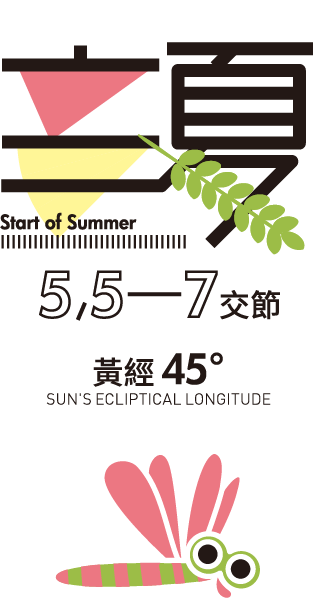 立夏
Start of Summer
5,5—7交節
黃經 45°
SUN'S ECLIPTICAL LONGITUDE